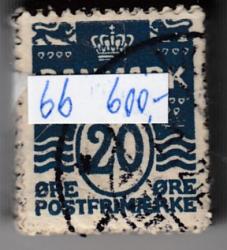 DANMARK
66 600,-
20
ØRE ØRE
POSTFRIMÆRKE